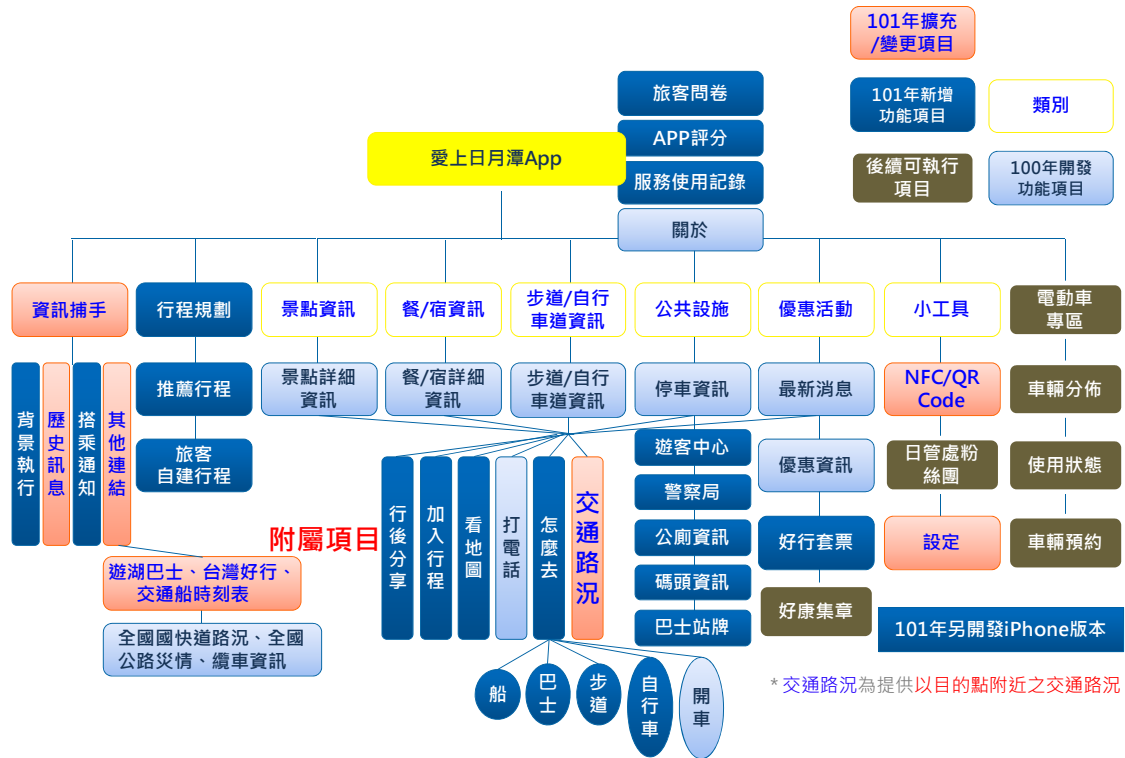 101年擴充
/變更項目
101年新增
功能項目
類別
後續可執行
項目
100年開發
功能項目
旅客問卷
APP評分
服務使用記錄
關於
愛上日月潭App
資訊捕手
行程規劃
景點資訊
餐/宿資訊
步道/自行
車道資訊
公共設施
優惠活動
小工具
電動車
專區
背景執行
歷史訊息
搭乘通知
其他連結
推薦行程
旅客
自建行程
景點詳細
資訊
餐/宿詳細
資訊
步道/自行
車道資訊
停車資訊
遊客中心
警察局
公廁資訊
碼頭資訊
巴士站牌
最新消息
優惠資訊
好行套票
好康集章
NFC/QR
Code
日管處粉
絲團
設定
車輛分佈
使用狀態
車輛預約
附屬項目
行後分享
加入行程
看地圖
打電話
怎麼去
交通路況
遊湖巴士、台灣好行、
交通船時刻表
全國國快道路況、全國
公路災情、纜車資訊
船
巴士
步道
自行車
開車
101年另開發iPhone版本
* 交通路況為提供以目的點附近之交通路況